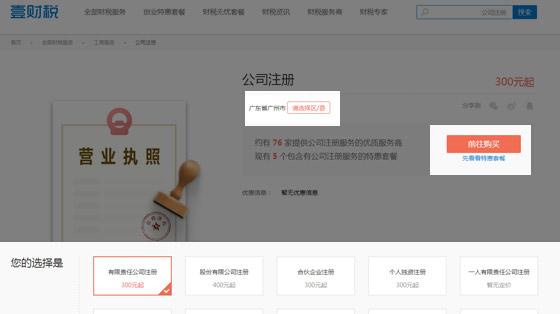 壹财税
全部财税服务 创业特惠套餐 财税无忧套餐 财税资讯 财税服务商 财税专家
公司注册 搜索
首页 > 全部财税服务 > 工商服务 > 公司注册
公司注册
300元起
广东省广州市 请选择区/县
分享到
约有 76 家提供公司注册服务的优质服务商
现有 5 个包含有公司注册服务的特惠套餐
前往购买
先看看特惠套餐
优惠信息： 暂无优惠信息
营业执照
您的选择是
有限责任公司注册 股份有限公司注册 合伙企业注册 个人独资注册 一人有限责任公司注册
300元起 400元起 300元起 300元起 暂无定价